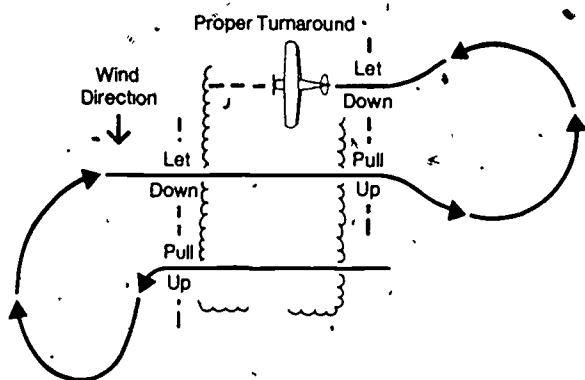 Proper Turnaround
Wind
Direction
Let
Down
Let
Down
Pull
Up
Pull
Up